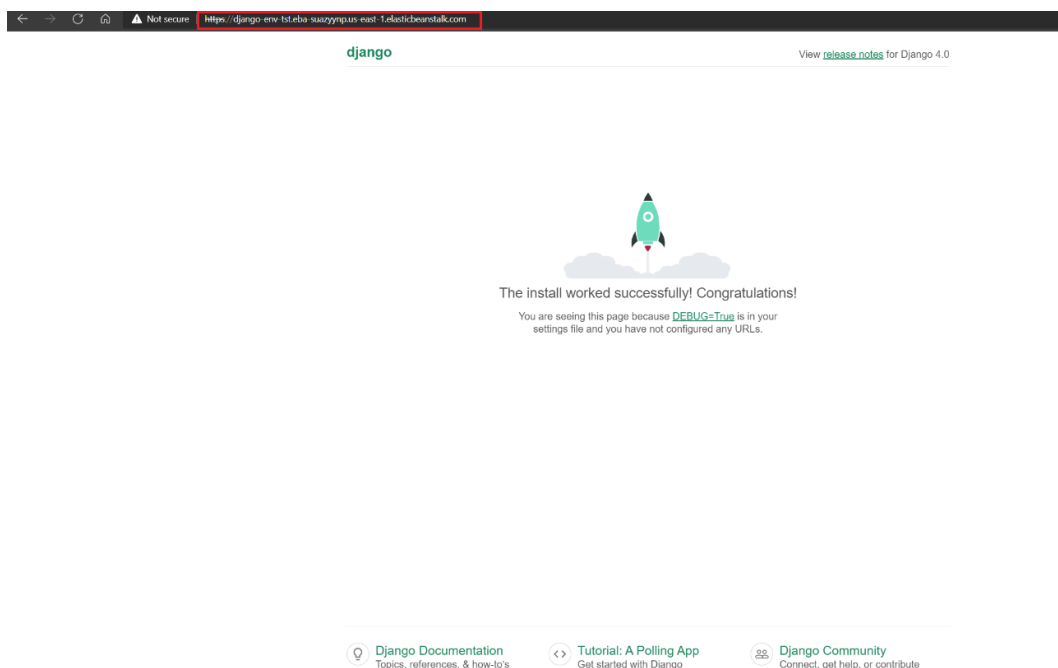 Not secure https://django-env-tst.eba-suazyynp.us-east-1.elasticbeanstalk.com
django View release notes for Django 4.0
The install worked successfully! Congratulations!
You are seeing this page because DEBUG=True is in your
settings file and you have not configured any URLs.
Django Documentation Tutorial: A Polling App Django Community
Topics, references, & how-to's Get started with Django Connect, get help, or contribute